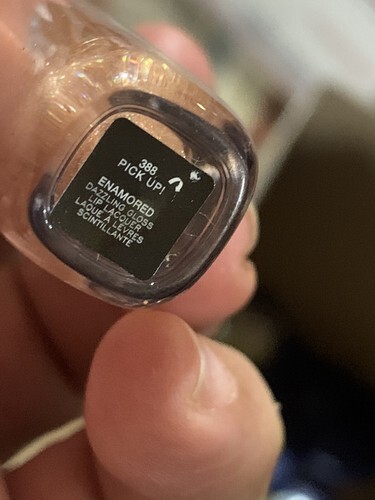 388
PICK UP!
ENAMORED
DAZZLING GLOSS
LIP LACQUER
LAQUE À LÈVRES
SCINTILLANTE